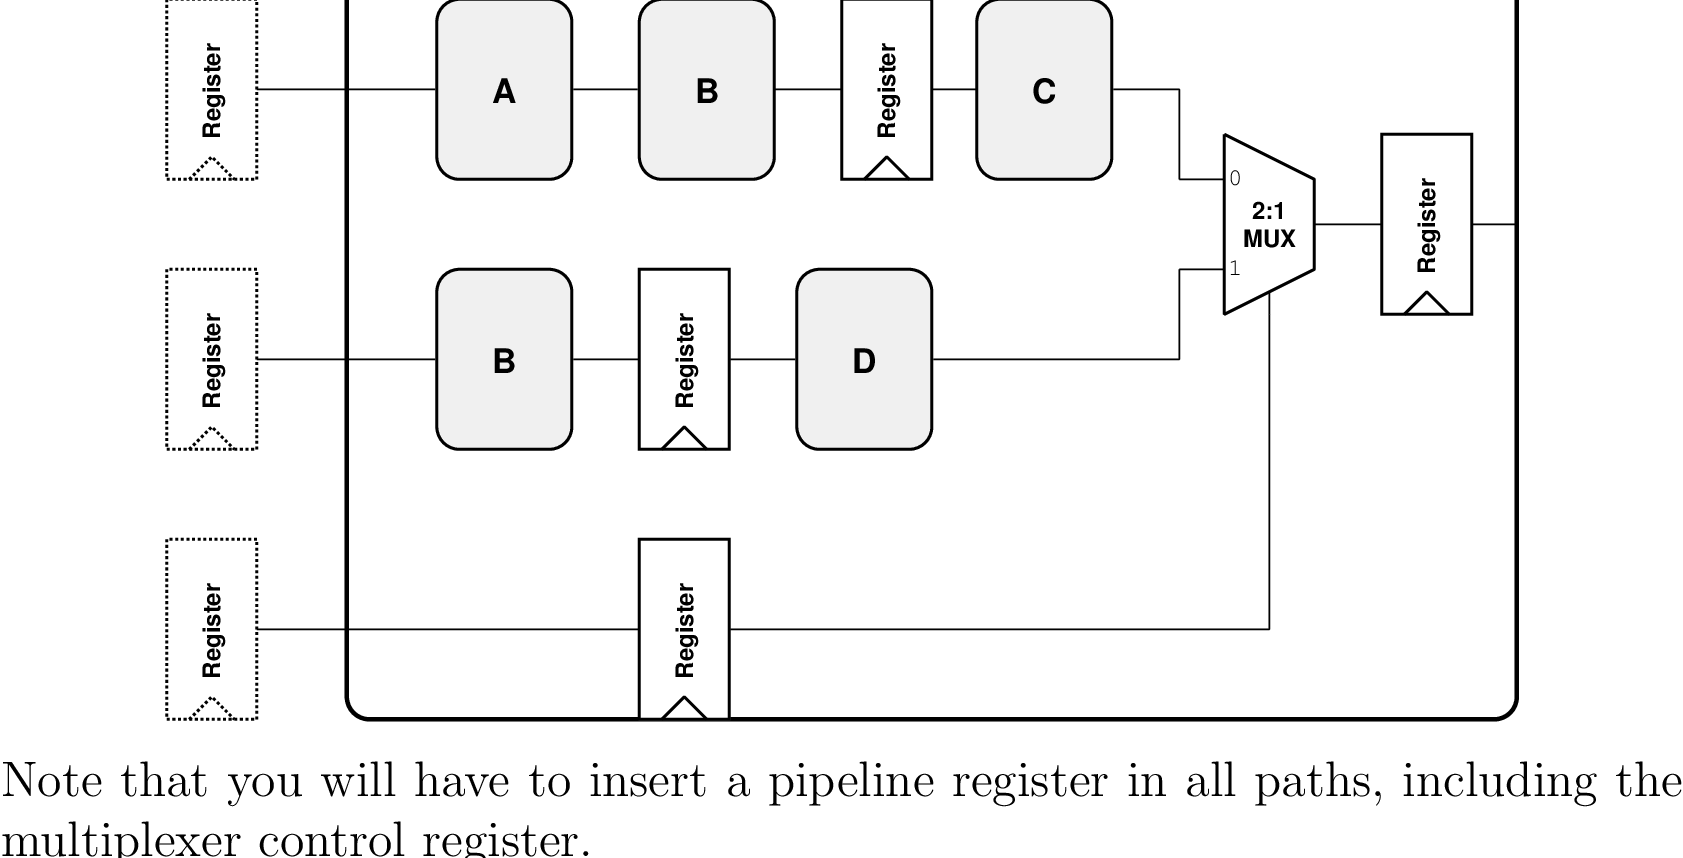 Register
A
B
Register
C
0
2:1
MUX
1
Register
Register
B
Register
D
Register
Register
Note that you will have to insert a pipeline register in all paths, including the
multiplexer control register.